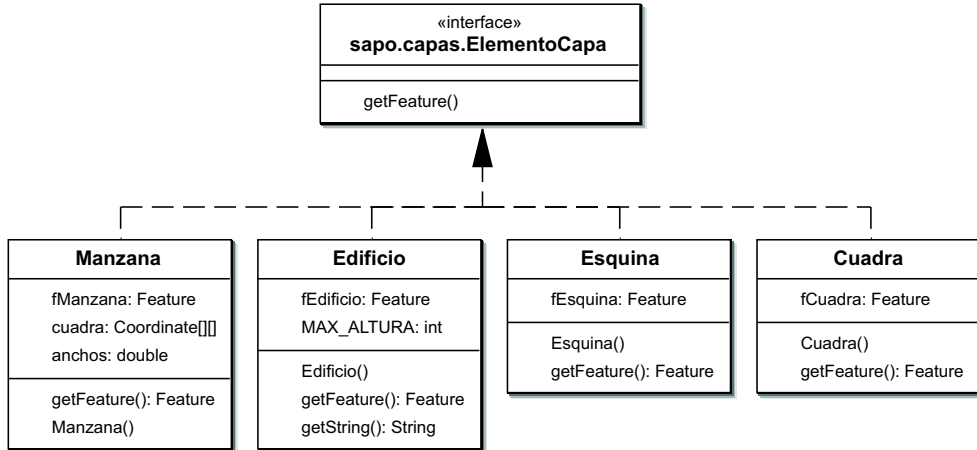 «interface»
sapo.capas.ElementoCapa
getFeature()
Manzana
fManzana: Feature
cuadra: Coordinate[][]
anchos: double
getFeature(): Feature
Manzana()
Edificio
fEdificio: Feature
MAX_ALTURA: int
Edificio()
getFeature(): Feature
getString(): String
Esquina
fEsquina: Feature
Esquina()
getFeature(): Feature
Cuadra
fCuadra: Feature
Cuadra()
getFeature(): Feature